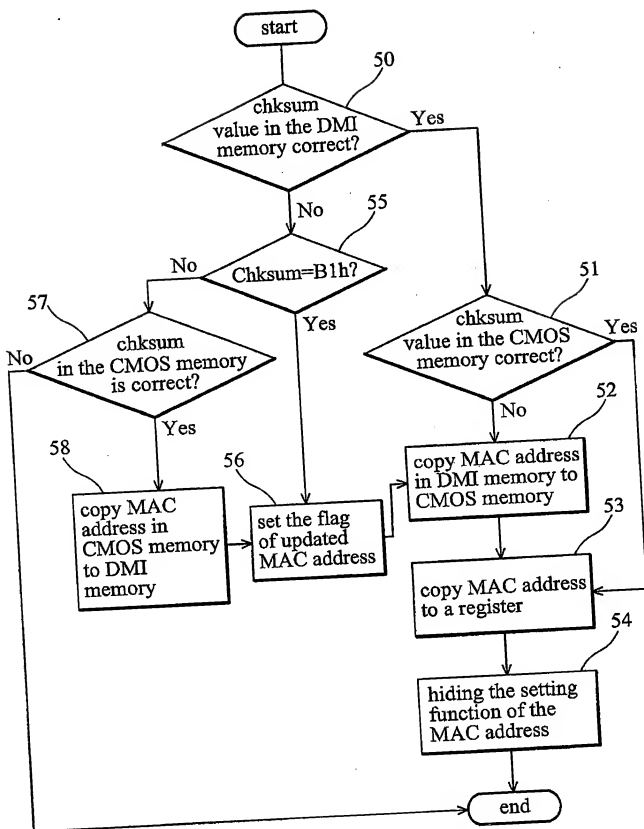 start
50
chksum
value in the DMI
memory correct?
Yes
No
55
Chksum=B1h?
No
Yes
57
chksum
in the CMOS memory
is correct?
No
Yes
51
chksum
value in the CMOS
memory correct?
Yes
No
58
copy MAC
address in
CMOS memory
to DMI
memory
56
set the flag
of updated
MAC address
52
copy MAC address
in DMI memory to
CMOS memory
53
copy MAC address
to a register
54
hiding the setting
function of the
MAC address
end